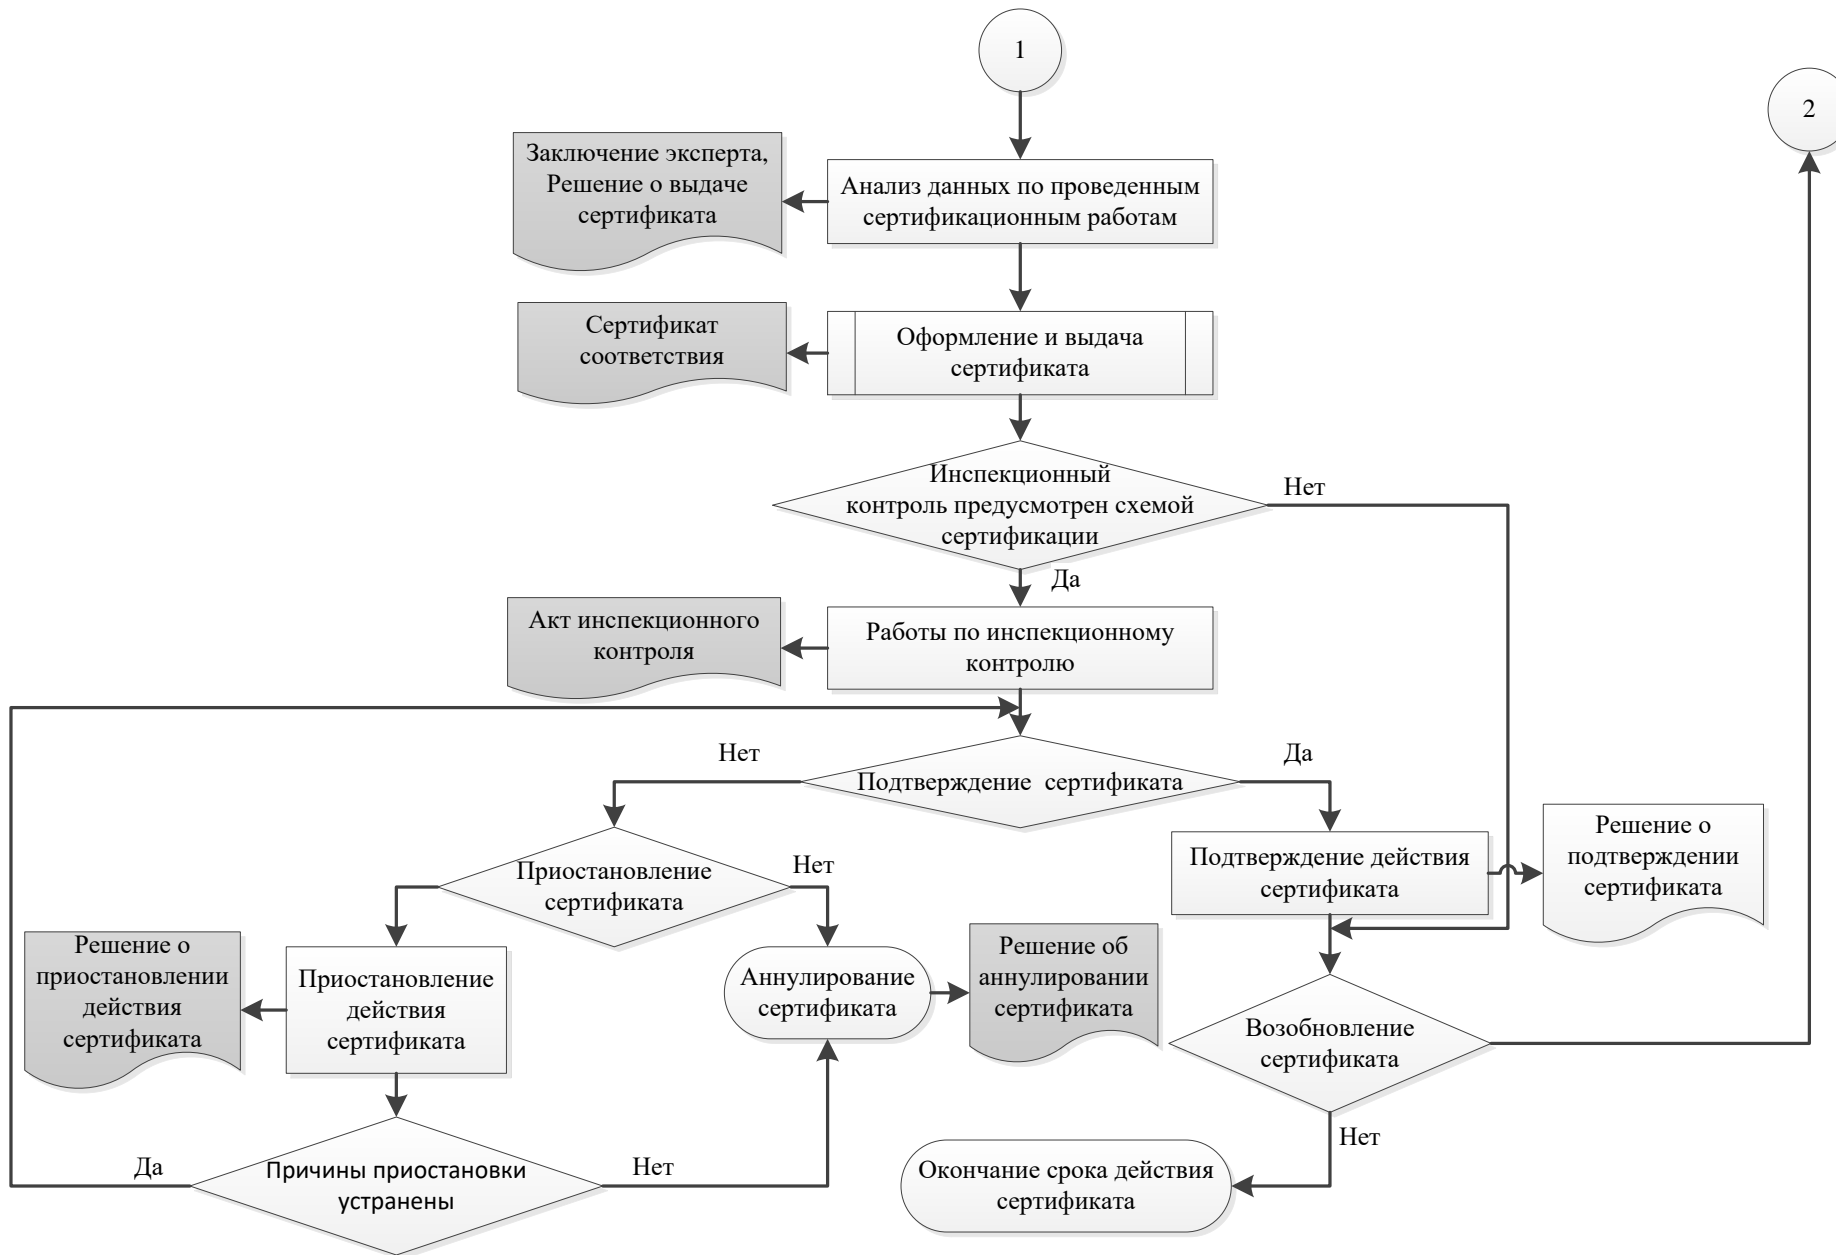 1
2
Заключение эксперта,
Решение о выдаче
сертификата
Анализ данных по проведенным
сертификационным работам
Сертификат
соответствия
Оформление и выдача
сертификата
Инспекционный
контроль предусмотрен схемой
сертификации
Нет
Да
Акт инспекционного
контроля
Работы по инспекционному
контролю
Нет
Да
Подтверждение сертификата
Приостановление
сертификата
Нет
Подтверждение действия
сертификата
Решение о
подтверждении
сертификата
Решение о
приостановлении
действия
сертификата
Приостановление
действия
сертификата
Аннулирование
сертификата
Решение об
аннулировании
сертификата
Возобновление
сертификата
Да
Причины приостановки
устранены
Нет
Нет
Окончание срока действия
сертификата